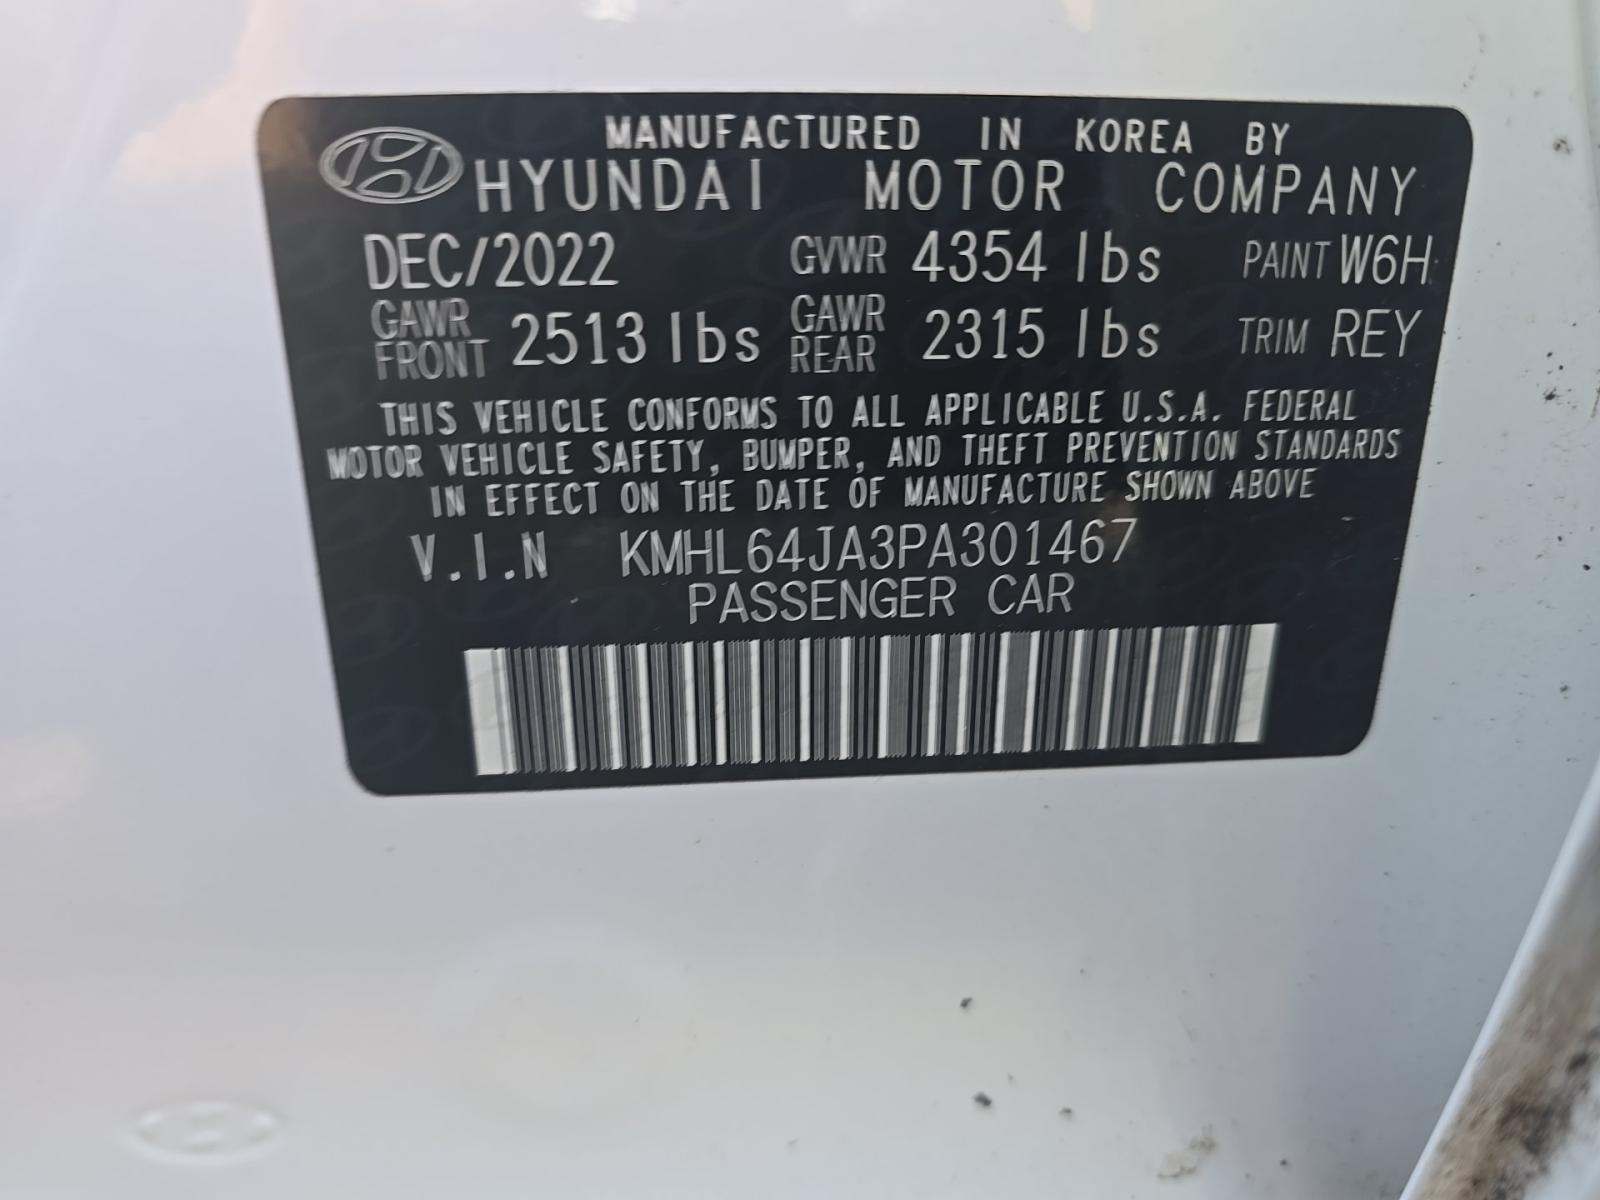 MANUFACTURED IN KOREA BY
HYUNDAI MOTOR COMPANY
DEC/2022 GVWR 4354 lbs PAINT W6H
GAWR FRONT 2513 lbs GAWR REAR 2315 lbs TRIM REY
THIS VEHICLE CONFORMS TO ALL APPLICABLE U.S.A. FEDERAL
MOTOR VEHICLE SAFETY, BUMPER, AND THEFT PREVENTION STANDARDS
IN EFFECT ON THE DATE OF MANUFACTURE SHOWN ABOVE
V.I.N KMHL64JA3PA301467
PASSENGER CAR